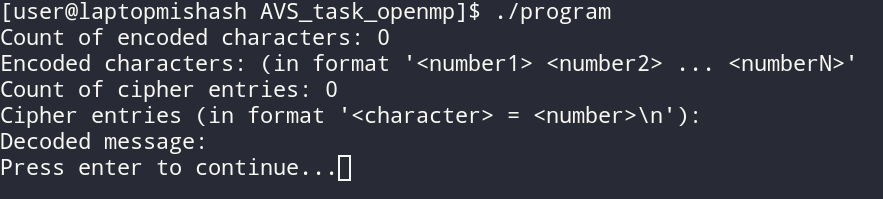 [user@laptopmishash AVS_task_openmp]$ ./program
Count of encoded characters: 0
Encoded characters: (in format '<number1> <number2> ... <numberN>'
Count of cipher entries: 0
Cipher entries (in format '<character> = <number>\n'):
Decoded message:
Press enter to continue...